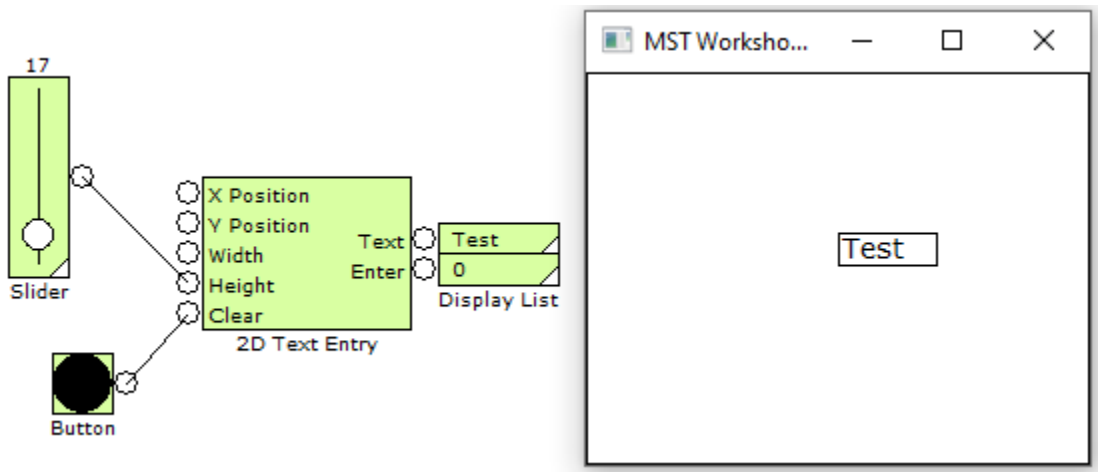 17
Slider
Button
X Position
Y Position
Width
Height
Clear
Text
Enter
2D Text Entry
Test
0
Display List
MST Worksho...
Test